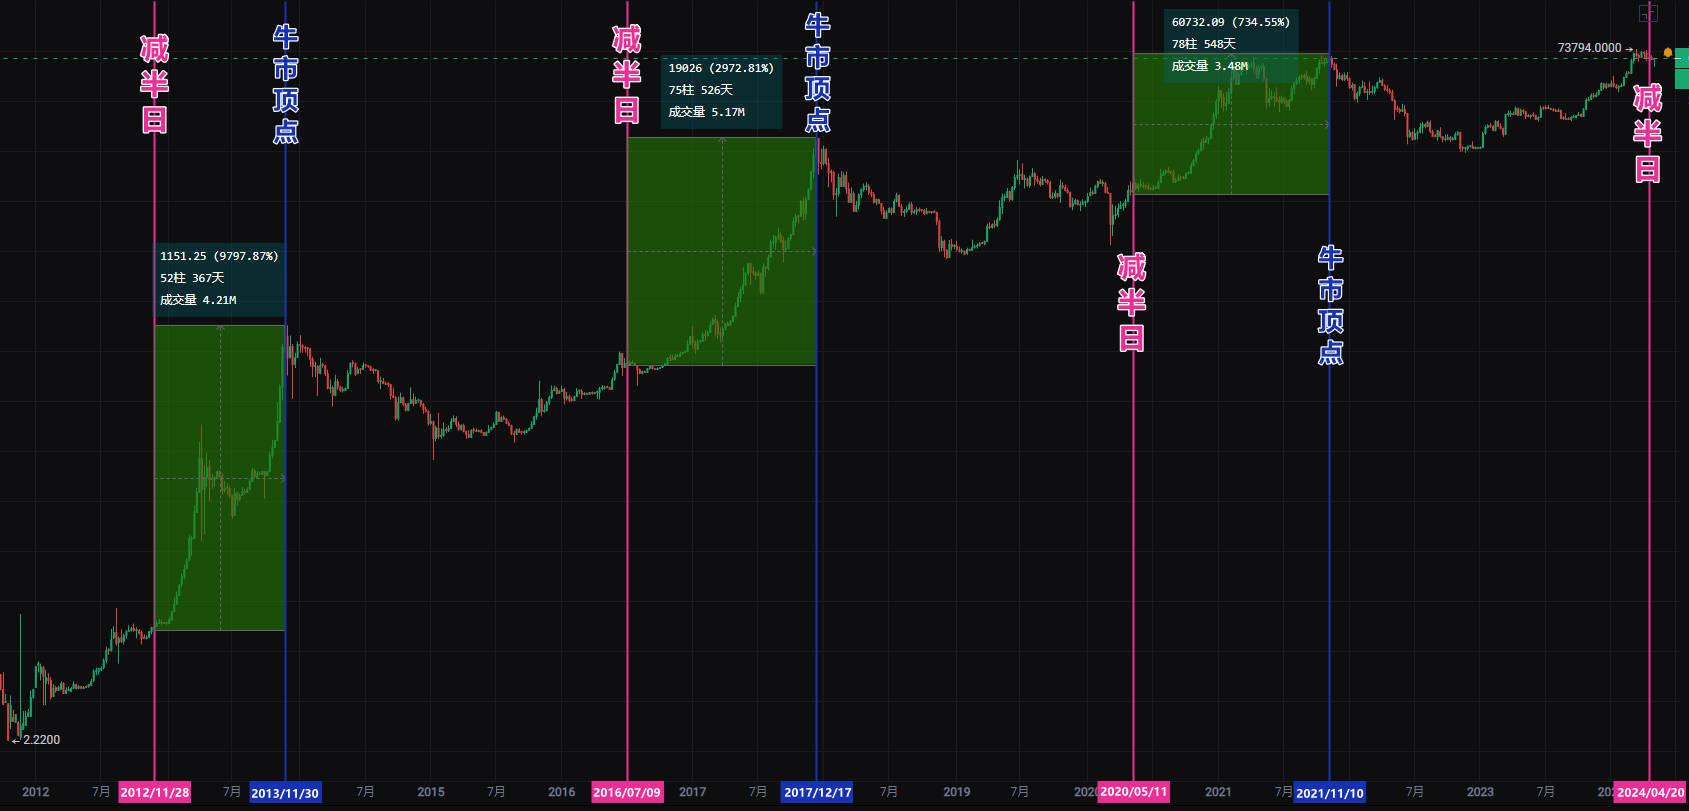 减半日
牛市顶点
减半日
牛市顶点
60732.09 (734.55%)
78柱 548天
成交量 3.48M
19026 (2972.81%)
75柱 526天
成交量 5.17M
73794.0000
减半日
1151.25 (9797.87%)
52柱 367天
成交量 4.21M
减半日
牛市顶点
2.2200
2012 7月 2012/11/28 7月 2013/11/30 7月 2015 7月 2016 2016/07/09 2017 7月 2017/12/17 7月 2019 7月 2020/05/11 2021 7月 2021/11/10 7月 2023 7月 2024/04/20